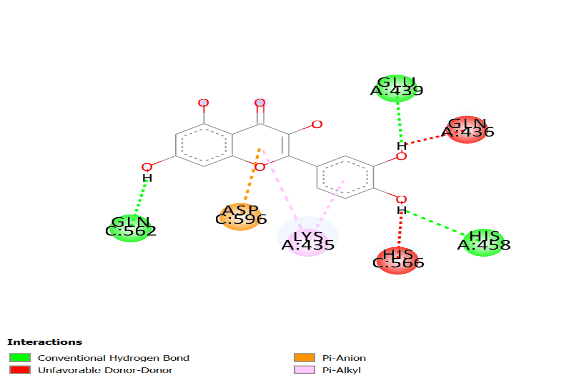 GLU
A:439
GLN
A:436
O
O
O
H
O
O
H
O
O
H
GLN
C:562
ASP
C:596
LYS
A:435
HIS
A:458
HIS
C:566
Interactions
Conventional Hydrogen Bond
Unfavorable Donor-Donor
Pi-Anion
Pi-Alkyl